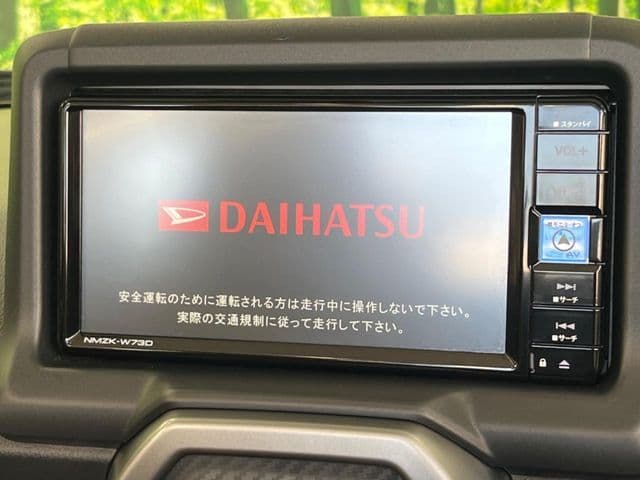 ■ スタンバイ
VOL+
DAIHATSU
AV
▶▶|
■サーチ
安全運転のために運転される方は走行中に操作しないで下さい。
実際の交通規制に従って走行して下さい。
|◀◀
■サーチ
NMZK-W73D